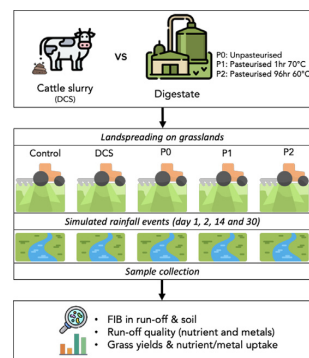 VS
P0: Unpasteurised
P1: Pasteurised 1hr 70°C
P2: Pasteurised 96hr 60°C
Cattle slurry
(DCS)
Digestate
Landspreading on grasslands
Control DCS P0 P1 P2
Simulated rainfall events (day 1, 2, 14 and 30)
Sample collection
• FIB in run-off & soil
• Run-off quality (nutrient and metals)
• Grass yields & nutrient/metal uptake